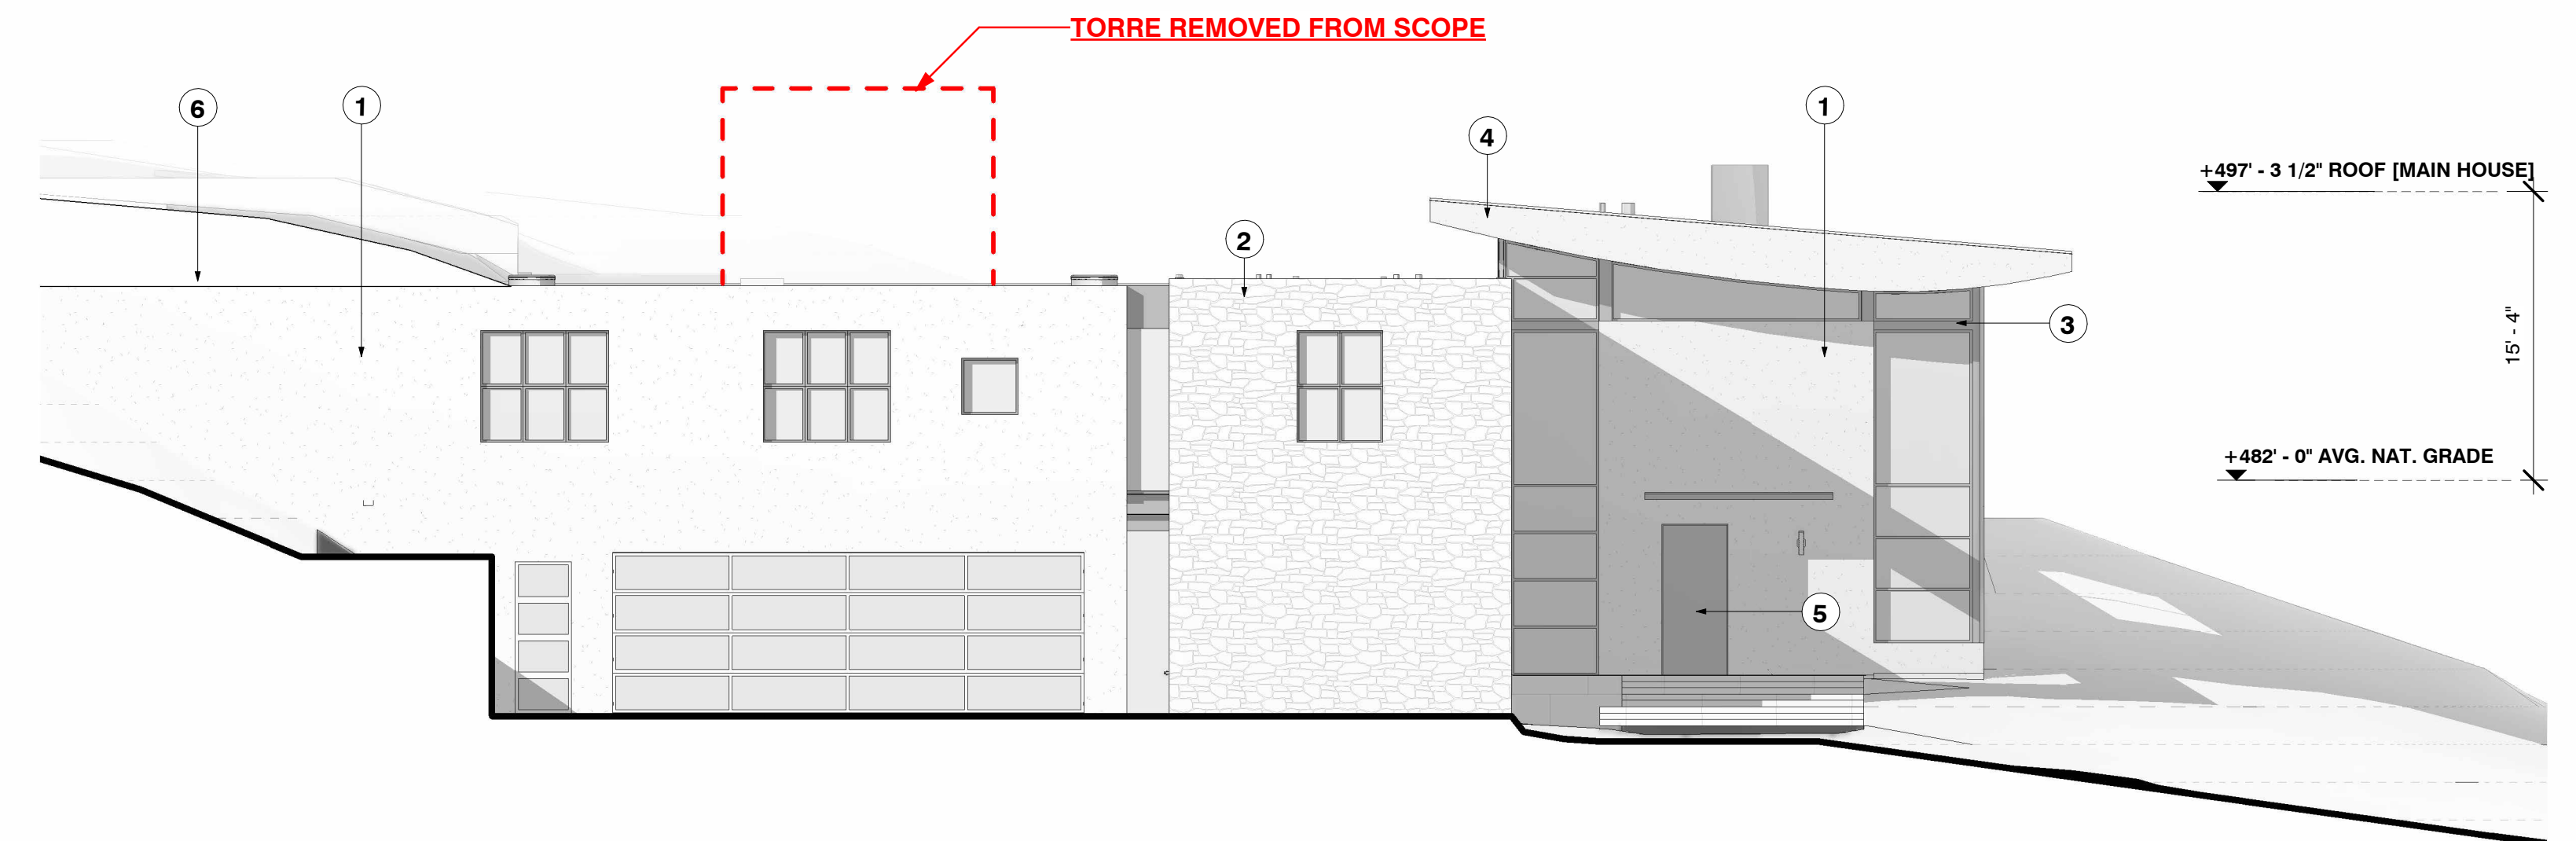 TORRE REMOVED FROM SCOPE
6
1
1
4
+497' - 3 1/2" ROOF [MAIN HOUSE]
2
3
15' - 4"
+482' - 0" AVG. NAT. GRADE
5